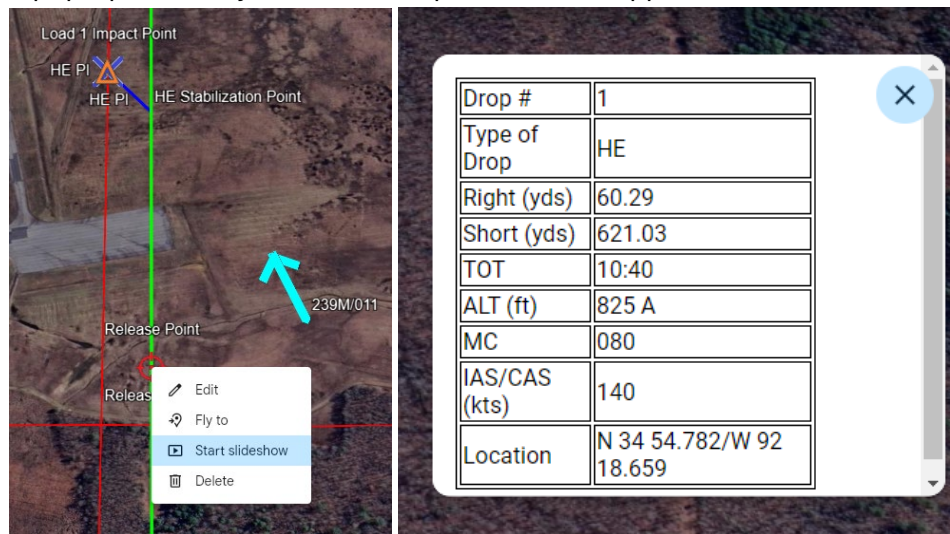 Load 1 Impact Point
HE PI
HE PI
HE Stabilization Point
239M/011
Release Point
Releas
Edit
Fly to
Start slideshow
Delete
Drop # 1
Type of
Drop
HE
Right (yds) 60.29
Short (yds) 621.03
TOT 10:40
ALT (ft) 825 A
MC 080
IAS/CAS
(kts)
140
Location
N 34 54.782/W 92
18.659